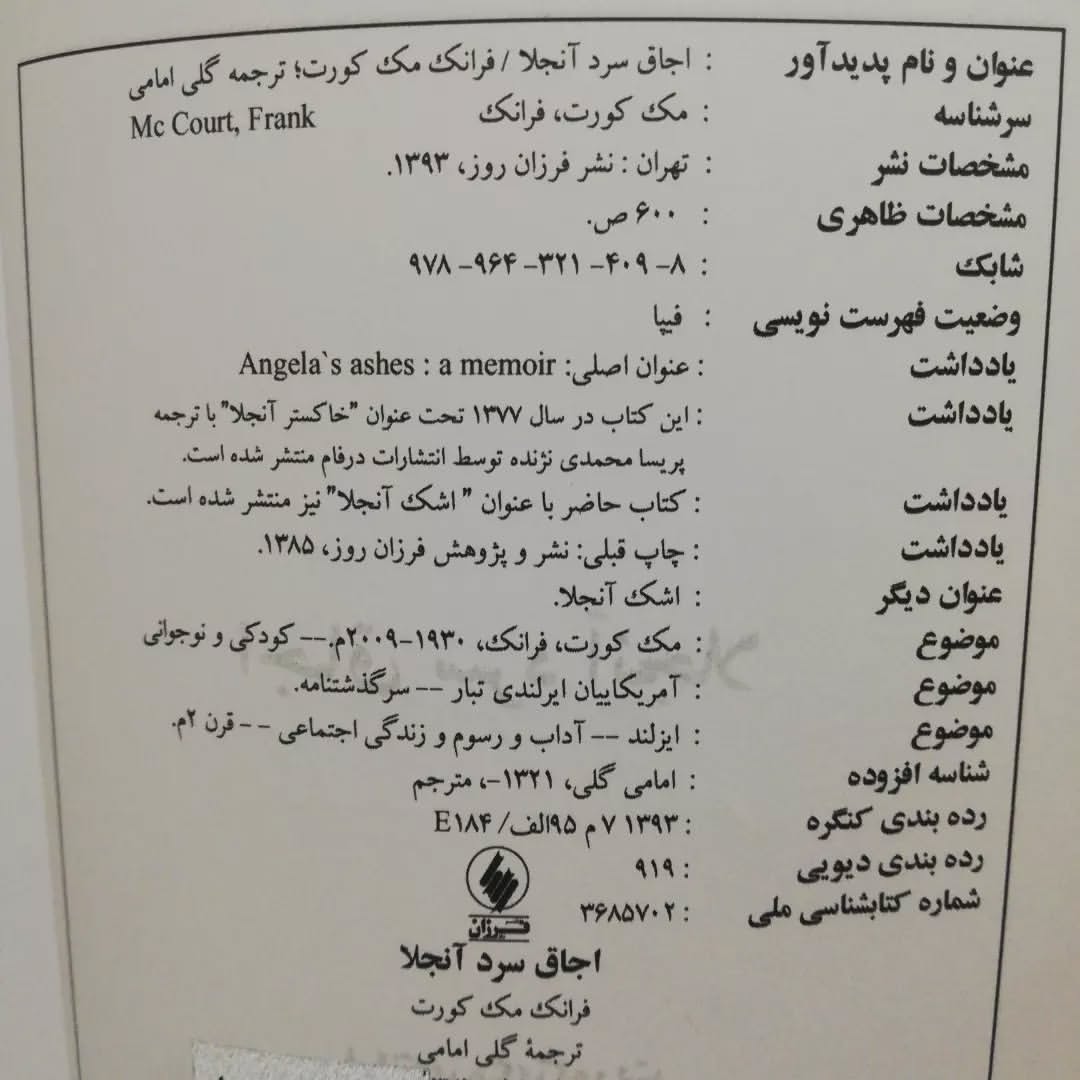 عنوان و نام پدیدآور : اجاق سرد آنجلا / فرانک مک کورت؛ ترجمه گلی امامی
سرشناسه : مک کورت، فرانک Mc Court, Frank
مشخصات نشر : تهران : نشر فرزان روز، ۱۳۹۳.
مشخصات ظاهری : ۶۰۰ ص.
شابک : ۸- ۴۰۹- ۳۲۱- ۹۶۴- ۹۷۸
وضعیت فهرست نویسی : فیپا
یادداشت : عنوان اصلی: Angela`s ashes : a memoir
یادداشت : این کتاب در سال ۱۳۷۷ تحت عنوان "خاکستر آنجلا" با ترجمه
پریسا محمدی نژنده توسط انتشارات درفام منتشر شده است.
یادداشت : کتاب حاضر با عنوان " اشک آنجلا" نیز منتشر شده است.
یادداشت : چاپ قبلی: نشر و پژوهش فرزان روز، ۱۳۸۵.
عنوان دیگر : اشک آنجلا.
موضوع : مک کورت، فرانک، ۱۹۳۰-۲۰۰۹م.-- کودکی و نوجوانی
موضوع : آمریکاییان ایرلندی تبار -- سرگذشتنامه.
موضوع : ایزلند -- آداب و رسوم و زندگی اجتماعی -- قرن ۲م.
شناسه افزوده : امامی گلی، ۱۳۲۱-، مترجم
رده بندی کنگره : ۱۳۹۳ ۷ م ۹۵الف/ E۱۸۴
رده بندی دیویی : ۹۱۹
شماره کتابشناسی ملی : ۳۶۸۵۷۰۲
فرزان
اجاق سرد آنجلا
فرانک مک کورت
ترجمهٔ گلی امامی